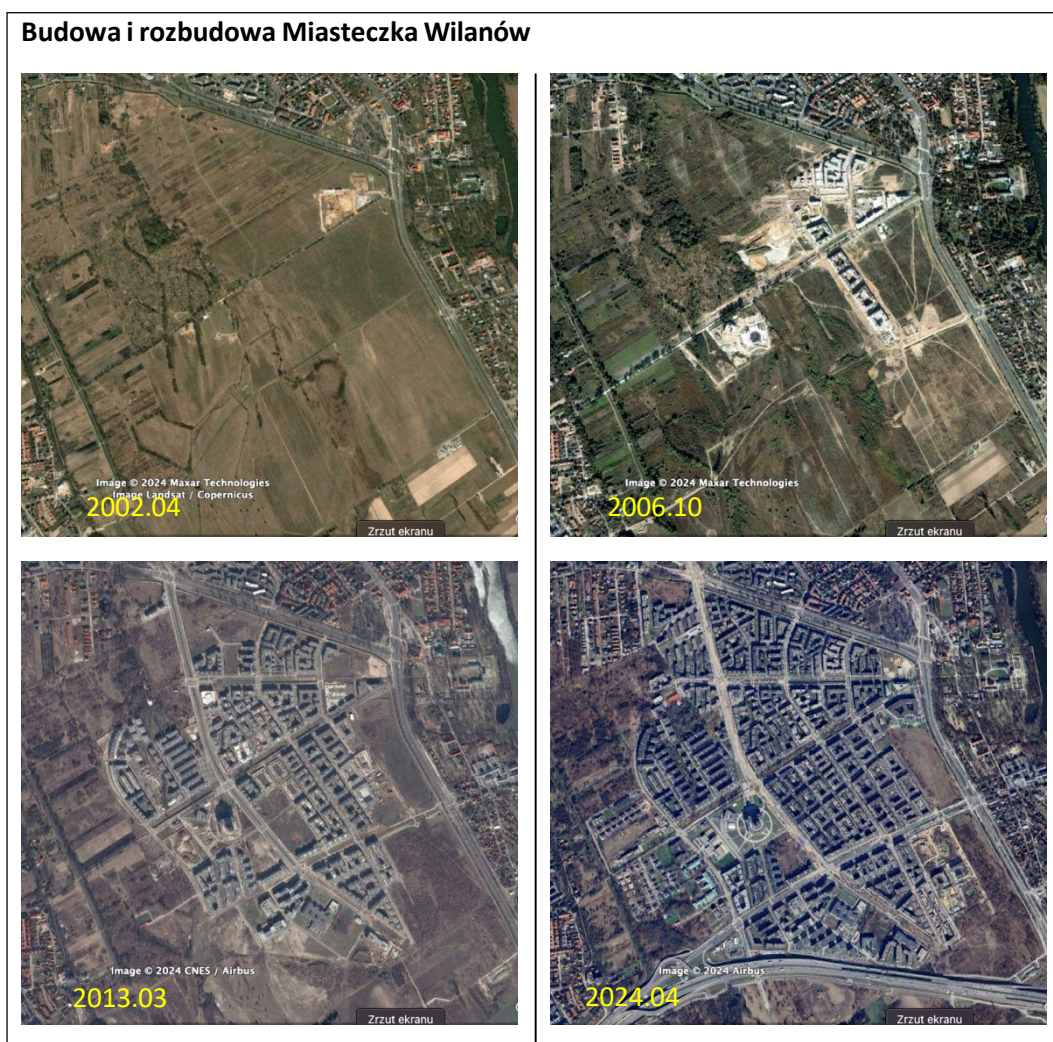 Budowa i rozbudowa Miasteczka Wilanów
Image © 2024 Maxar Technologies
Image Landsat / Copernicus
2002.04
Zrzut ekranu
Image © 2024 Maxar Technologies
2006.10
Zrzut ekranu
Image © 2024 CNES / Airbus
.2013.03
Zrzut ekranu
Image © 2024 Airbus
2024.04
Zrzut ekranu